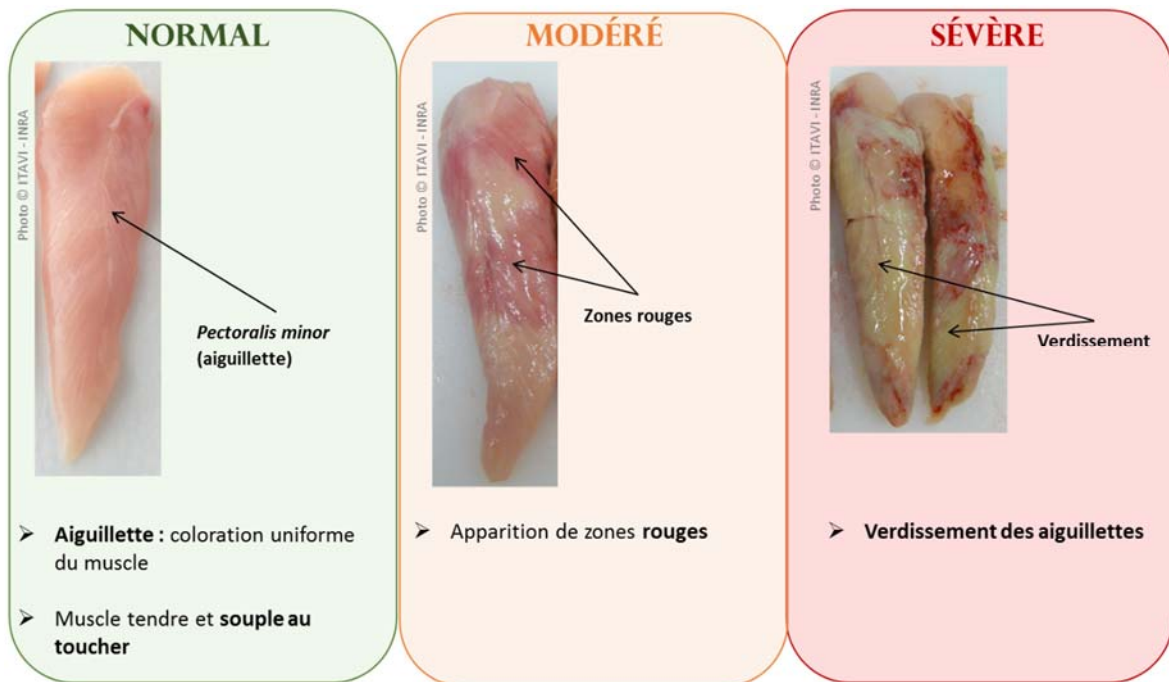 NORMAL
Photo © ITAVI - INRA
Pectoralis minor
(aiguillette)
➢ Aiguillette : coloration uniforme
du muscle
➢ Muscle tendre et souple au
toucher
MODÉRÉ
Photo © ITAVI - INRA
Zones rouges
➢ Apparition de zones rouges
SÉVÈRE
Photo © ITAVI - INRA
Verdissement
➢ Verdissement des aiguillettes